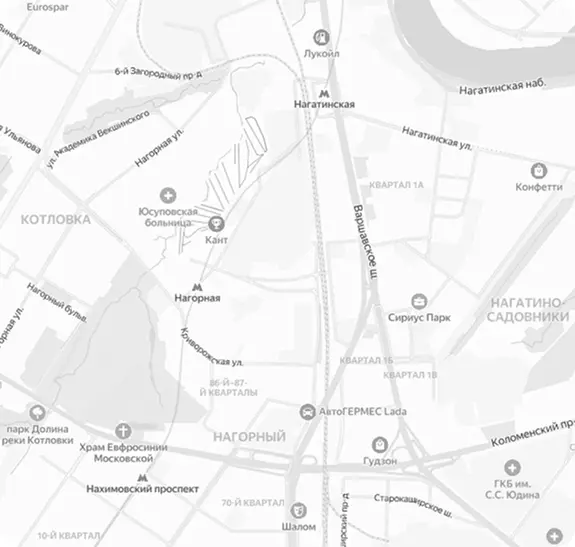 Eurospar
Винокурова
Лукойл
6-й Загородный пр-д
Нагатинская наб.
Нагатинская
ул. Академика Векшинского
Ульянова
Нагорная ул.
Нагатинская ул.
КВАРТАЛ 1А
Конфетти
Юсуповская
больница
КОТЛОВКА
Кант
Варшавское ш.
Нагорный бульв.
Нагорная
Сириус Парк
НАГАТИНО-
САДОВНИКИ
Криворожская ул.
КВАРТАЛ 1Б
КВАРТАЛ 1В
86-Й-87-
Й КВАРТАЛЫ
парк Долина
реки Котловки
АвтоГЕРМЕС Lada
Храм Евфросинии
Московской
НАГОРНЫЙ
Гудзон
Коломенский пр
Нахимовский проспект
ГКБ им.
С.С. Юдина
70-Й КВАРТАЛ
Старокаширское ш.
Шалом
10-Й КВАРТАЛ